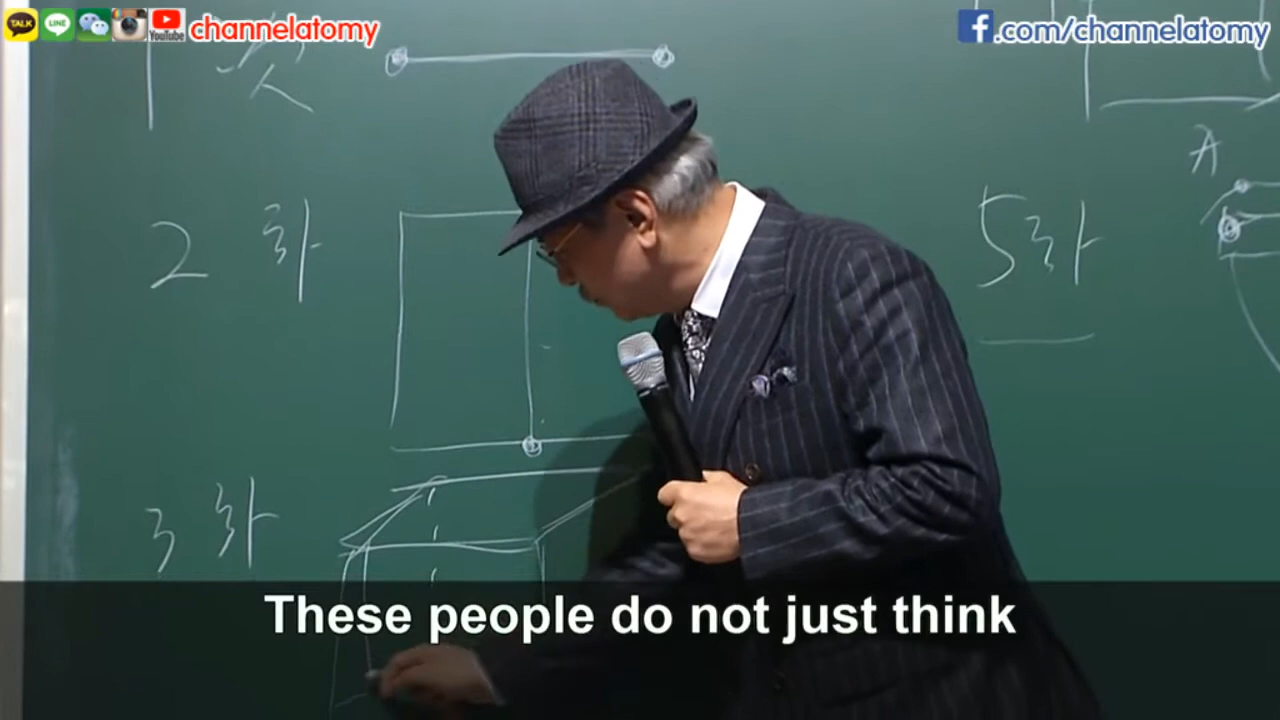 TALK LINE YouTube channelatomy
f.com/channelatomy
2 차
3 차
5차
A
These people do not just think